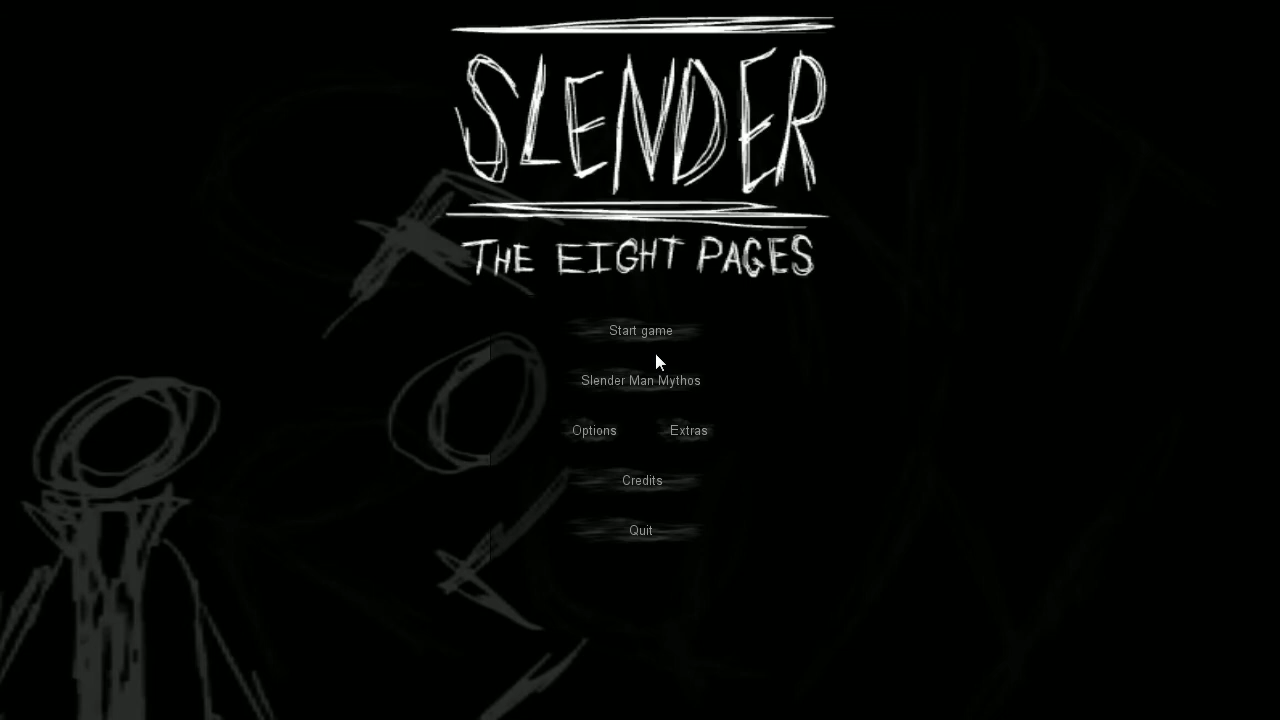 SLENDER
THE EIGHT PAGES
Start game
Slender Man Mythos
Options Extras
Credits
Quit